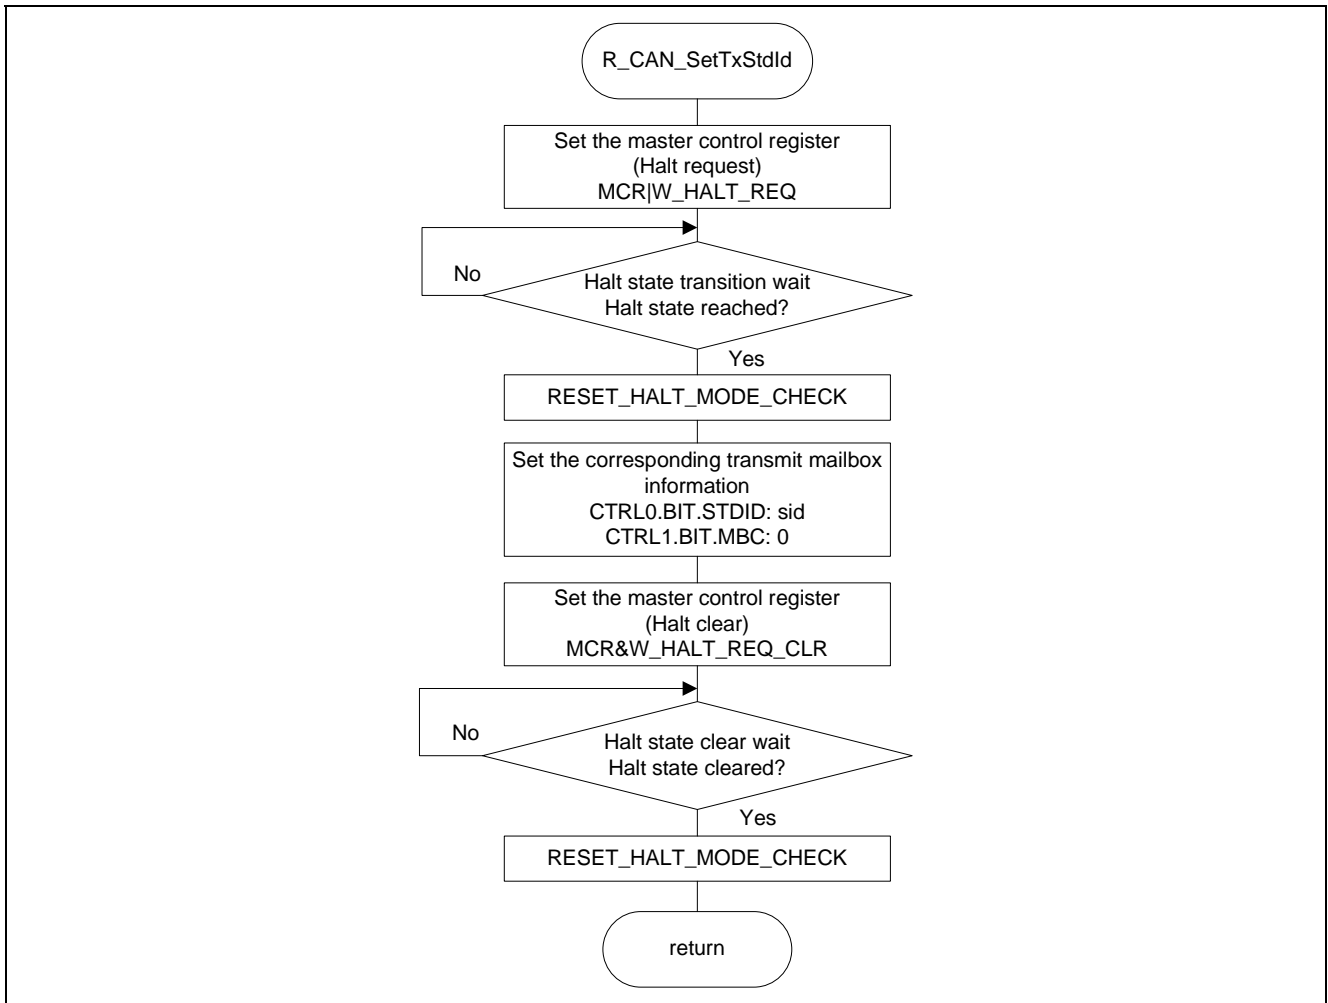 R_CAN_SetTxStdId
Set the master control register
(Halt request)
MCR|W_HALT_REQ
No
Halt state transition wait
Halt state reached?
Yes
RESET_HALT_MODE_CHECK
Set the corresponding transmit mailbox
information
CTRL0.BIT.STDID: sid
CTRL1.BIT.MBC: 0
Set the master control register
(Halt clear)
MCR&W_HALT_REQ_CLR
No
Halt state clear wait
Halt state cleared?
Yes
RESET_HALT_MODE_CHECK
return